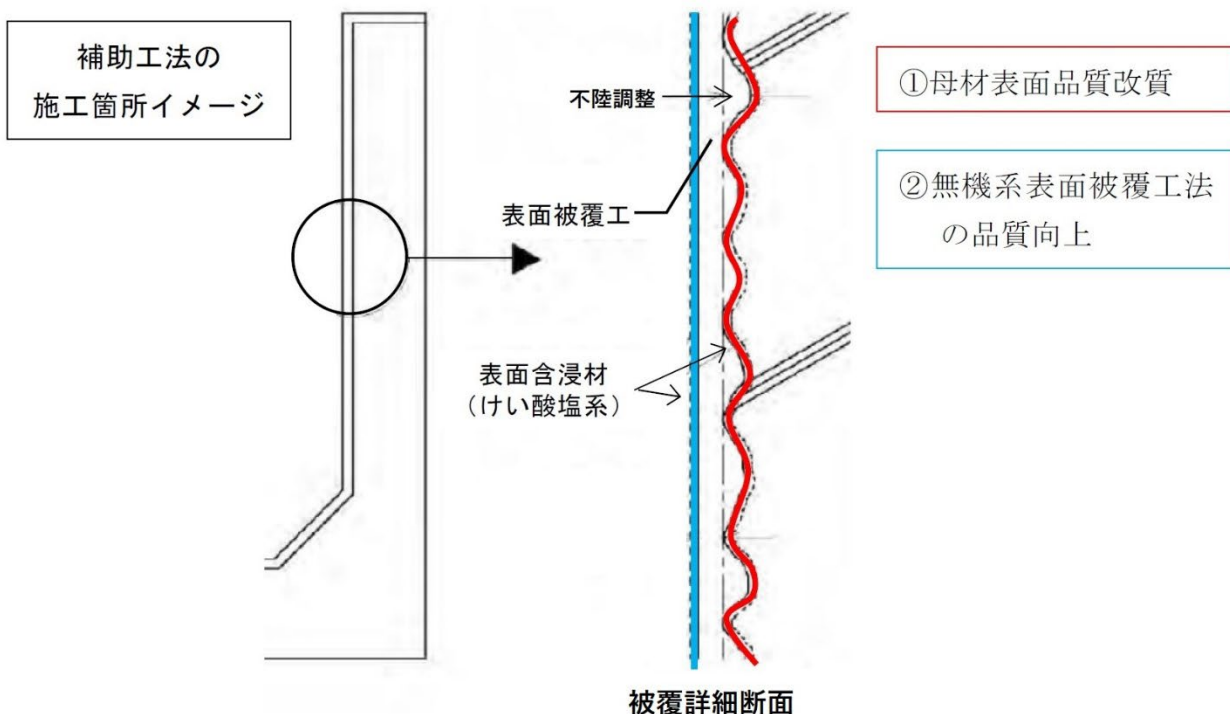 補助工法の
施工箇所イメージ
不陸調整
表面被覆工
表面含浸材
(けい酸塩系)
被覆詳細断面
①母材表面品質改質
②無機系表面被覆工法
の品質向上